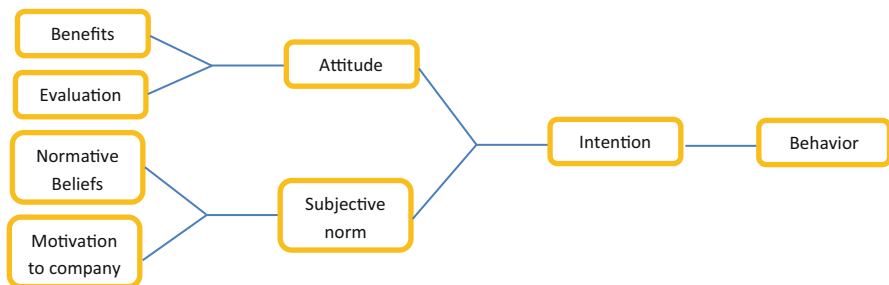 Benefits
Evaluation
Attitude
Normative
Beliefs
Motivation
to company
Subjective
norm
Intention
Behavior